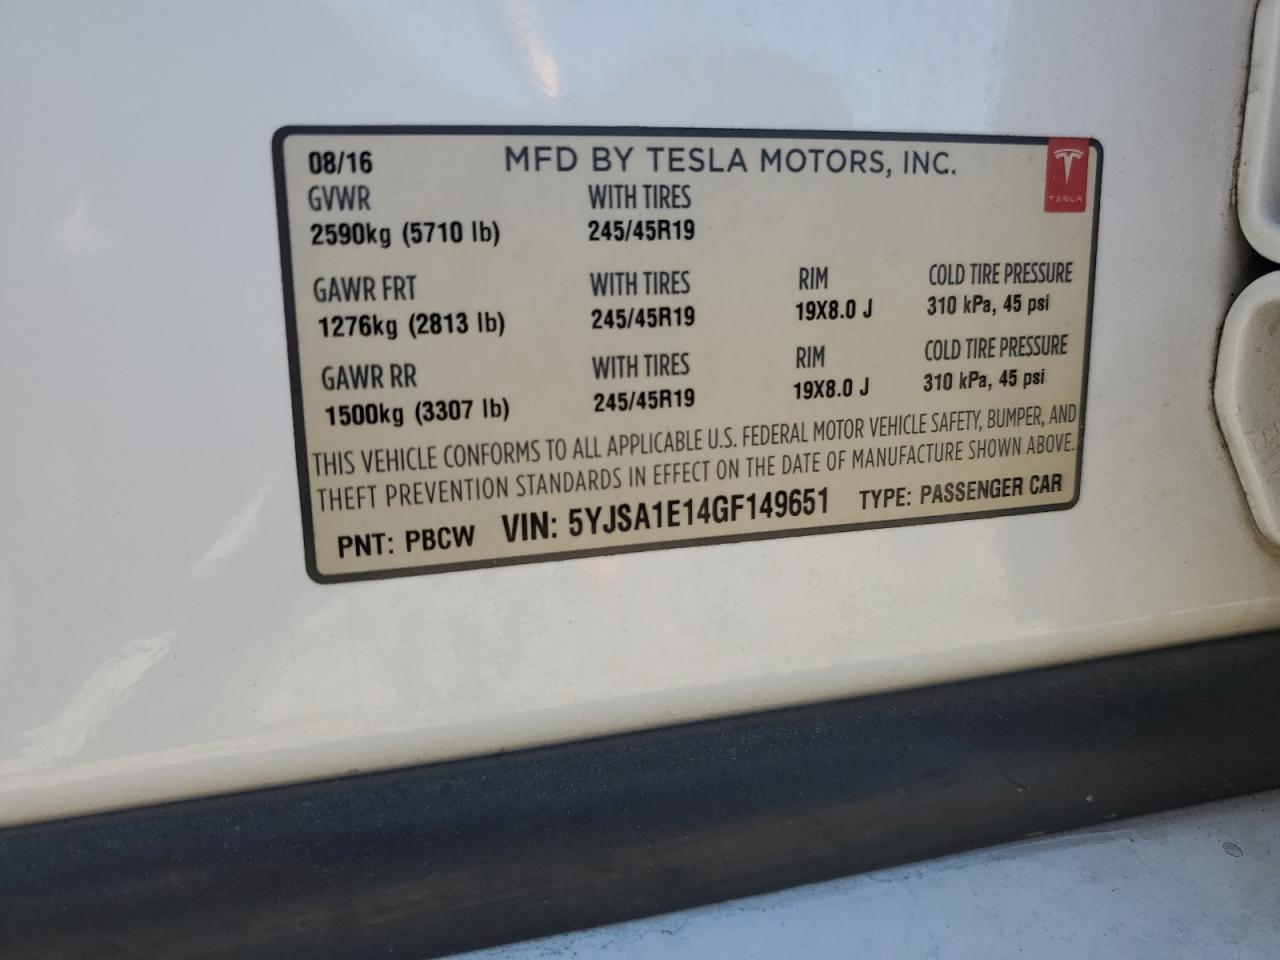 08/16 MFD BY TESLA MOTORS, INC.
TESLA
GVWR WITH TIRES
2590kg (5710 lb) 245/45R19
GAWR FRT WITH TIRES RIM COLD TIRE PRESSURE
1276kg (2813 lb) 245/45R19 19X8.0 J 310 kPa, 45 psi
GAWR RR WITH TIRES RIM COLD TIRE PRESSURE
1500kg (3307 lb) 245/45R19 19X8.0 J 310 kPa, 45 psi
THIS VEHICLE CONFORMS TO ALL APPLICABLE U.S. FEDERAL MOTOR VEHICLE SAFETY, BUMPER, AND
THEFT PREVENTION STANDARDS IN EFFECT ON THE DATE OF MANUFACTURE SHOWN ABOVE.
PNT: PBCW VIN: 5YJSA1E14GF149651 TYPE: PASSENGER CAR